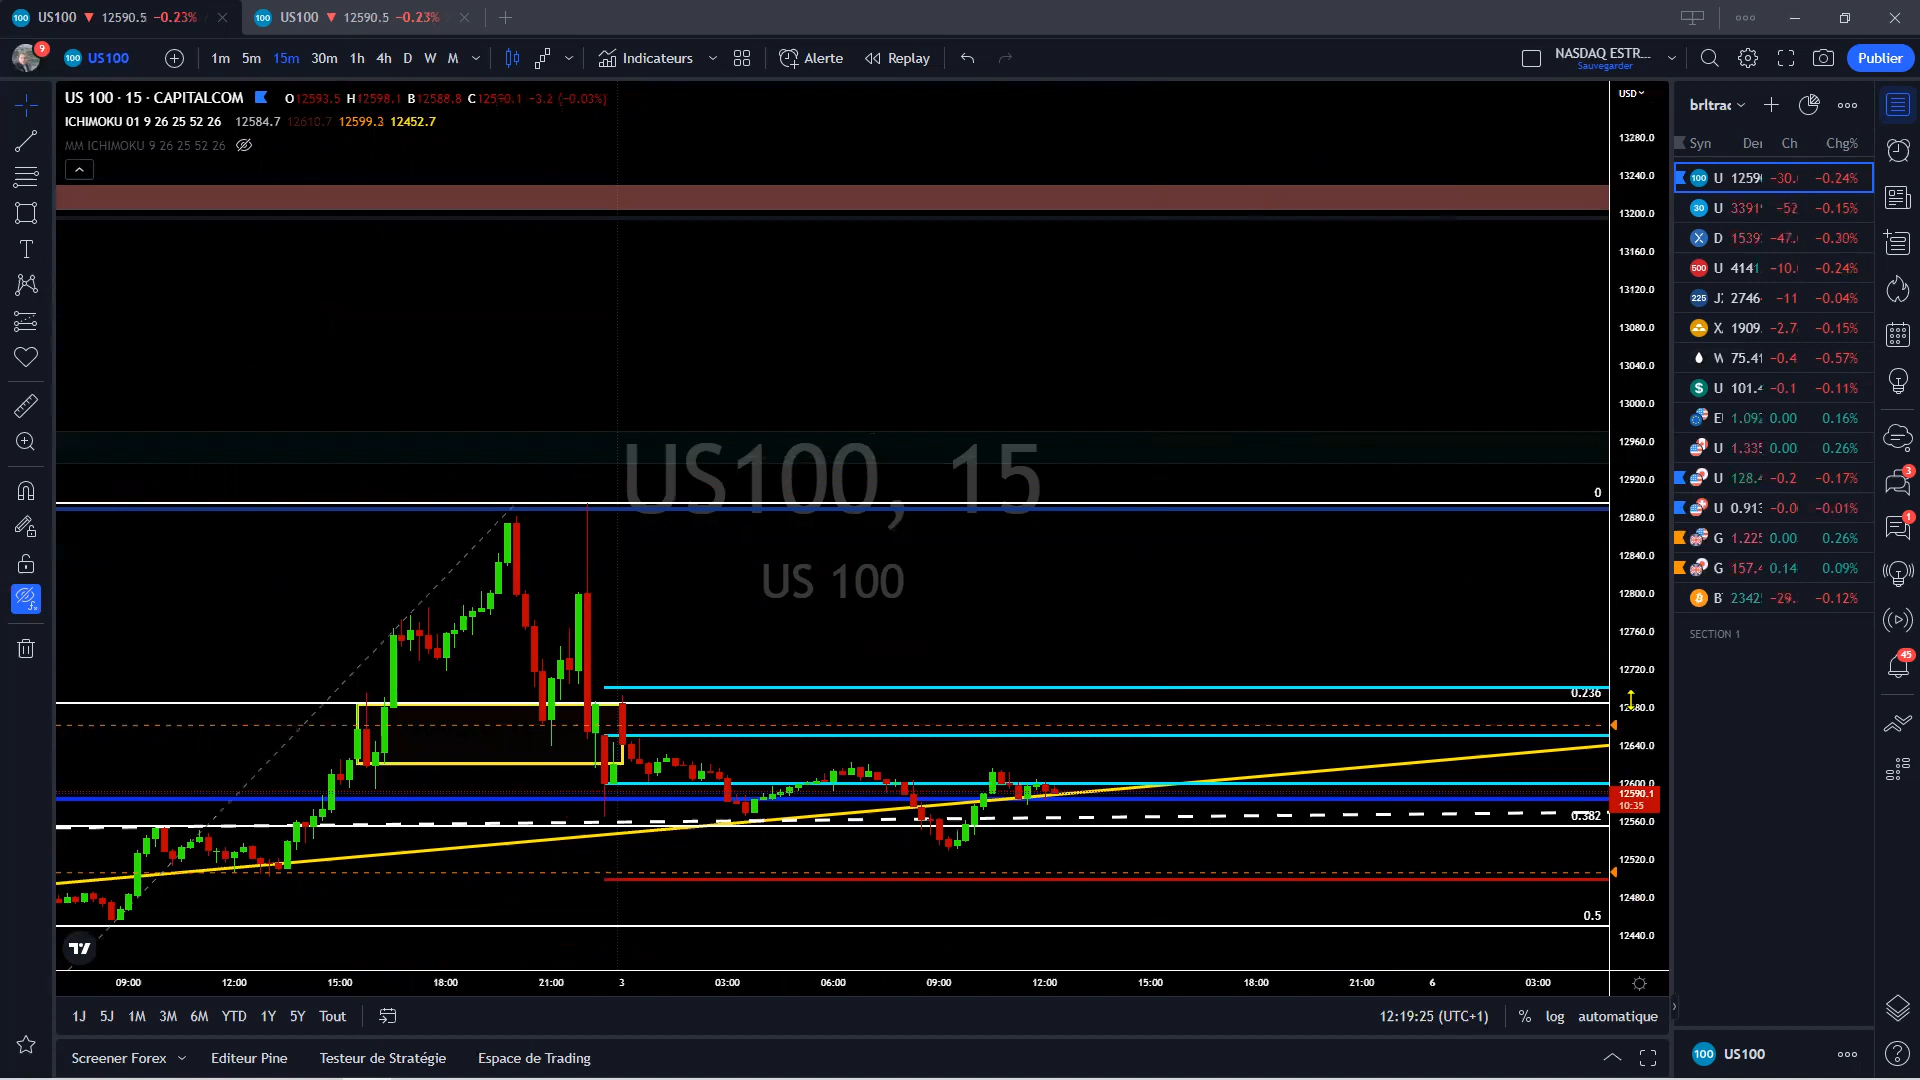 US100 ▼ 12590.5 −0.23%
US100 ▼ 12590.5 −0.23%
9
100 US100
1m 5m 15m 30m 1h 4h D W M
Indicateurs
Alerte
Replay
NASDAQ ESTR...
Sauvegarder
Publier
US 100 · 15 · CAPITALCOM
O12593.5 H12598.1 B12588.8 C12590.1 −3.2 (−0.03%)
ICHIMOKU 01 9 26 25 52 26 12584.7 12610.7 12599.3 12452.7
MM ICHIMOKU 9 26 25 52 26
US100, 15
US 100
0
0.236
0.382
0.5
USD
13280.0
13240.0
13200.0
13160.0
13120.0
13080.0
13040.0
13000.0
12960.0
12920.0
12880.0
12840.0
12800.0
12760.0
12720.0
12680.0
12640.0
12600.0
12590.1
10:35
12560.0
12520.0
12480.0
12440.0
09:00 12:00 15:00 18:00 21:00 3 03:00 06:00 09:00 12:00 15:00 18:00 21:00 6 03:00
1J 5J 1M 3M 6M YTD 1Y 5Y Tout
12:19:25 (UTC+1) % log automatique
Screener Forex Editeur Pine Testeur de Stratégie Espace de Trading
brltrac
Syn Der Ch Chg%
100 U 1259 −30. −0.24%
30 U 3391 −52 −0.15%
X D 1539 −47. −0.30%
500 U 4141 −10. −0.24%
225 J 2746 −11 −0.04%
X 1909. −2.7 −0.15%
W 75.41 −0.4 −0.57%
$ U 101.4 −0.1 −0.11%
E 1.092 0.00 0.16%
U 1.335 0.00 0.26%
U 128.4 −0.2 −0.17%
U 0.913 −0.0 −0.01%
G 1.225 0.00 0.26%
G 157.4 0.14 0.09%
B 2342 −29. −0.12%
SECTION 1
3
1
45
100 US100